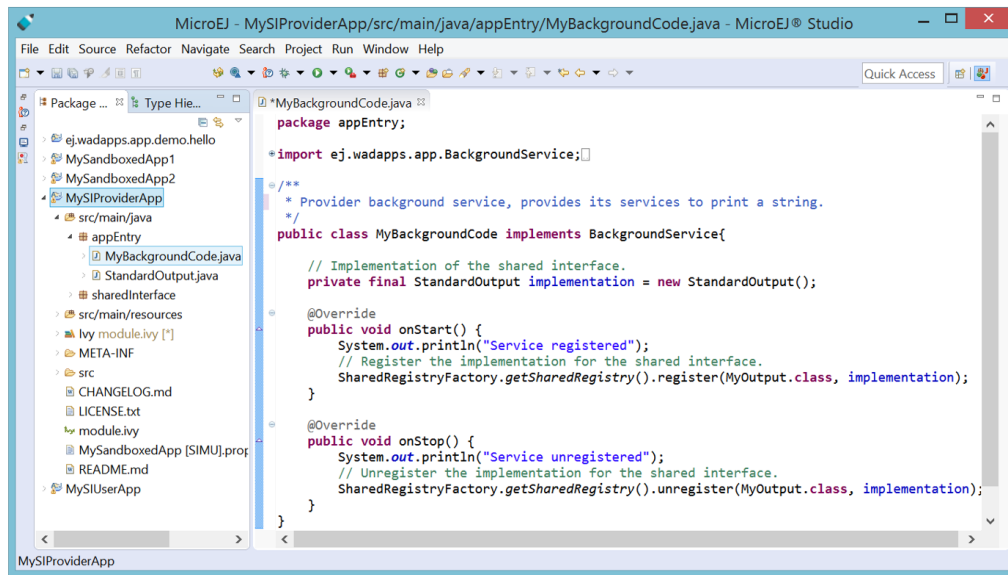 MicroEJ - MySIProviderApp/src/main/java/appEntry/MyBackgroundCode.java - MicroEJ® Studio
File Edit Source Refactor Navigate Search Project Run Window Help
Quick Access
Package ... Type Hie...
ej.wadapps.app.demo.hello
MySandboxedApp1
MySandboxedApp2
MySIProviderApp
src/main/java
appEntry
MyBackgroundCode.java
StandardOutput.java
sharedInterface
src/main/resources
Ivy module.ivy [*]
META-INF
src
CHANGELOG.md
LICENSE.txt
module.ivy
MySandboxedApp [SIMU].prop
README.md
MySIUserApp
*MyBackgroundCode.java
package appEntry;
import ej.wadapps.app.BackgroundService;
/**
* Provider background service, provides its services to print a string.
*/
public class MyBackgroundCode implements BackgroundService{
// Implementation of the shared interface.
private final StandardOutput implementation = new StandardOutput();
@Override
public void onStart() {
System.out.println("Service registered");
// Register the implementation for the shared interface.
SharedRegistryFactory.getSharedRegistry().register(MyOutput.class, implementation);
}
@Override
public void onStop() {
System.out.println("Service unregistered");
// Unregister the implementation for the shared interface.
SharedRegistryFactory.getSharedRegistry().unregister(MyOutput.class, implementation);
}
}
MySIProviderApp